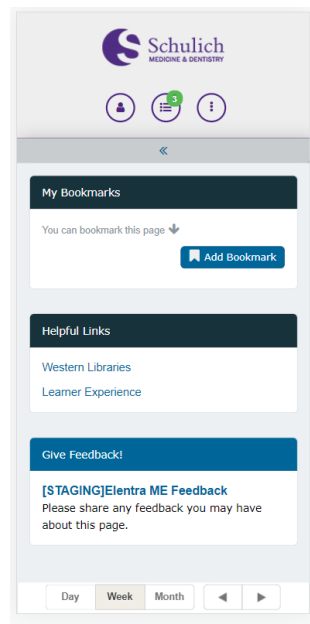 Schulich
MEDICINE & DENTISTRY
3
«
My Bookmarks
You can bookmark this page
Add Bookmark
Helpful Links
Western Libraries
Learner Experience
Give Feedback!
[STAGING]Elentra ME Feedback
Please share any feedback you may have
about this page.
Day Week Month